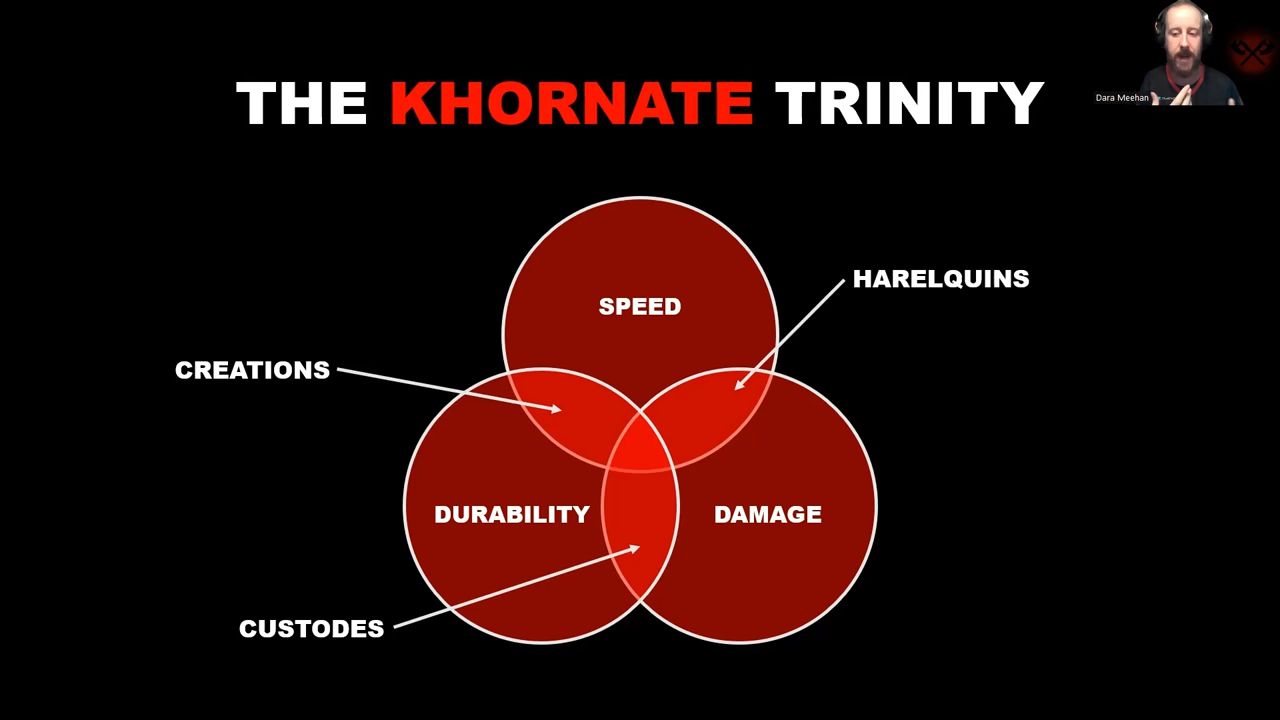 THE KHORNATE TRINITY
Dara Meehan
HARELQUINS
SPEED
CREATIONS
DURABILITY
DAMAGE
CUSTODES